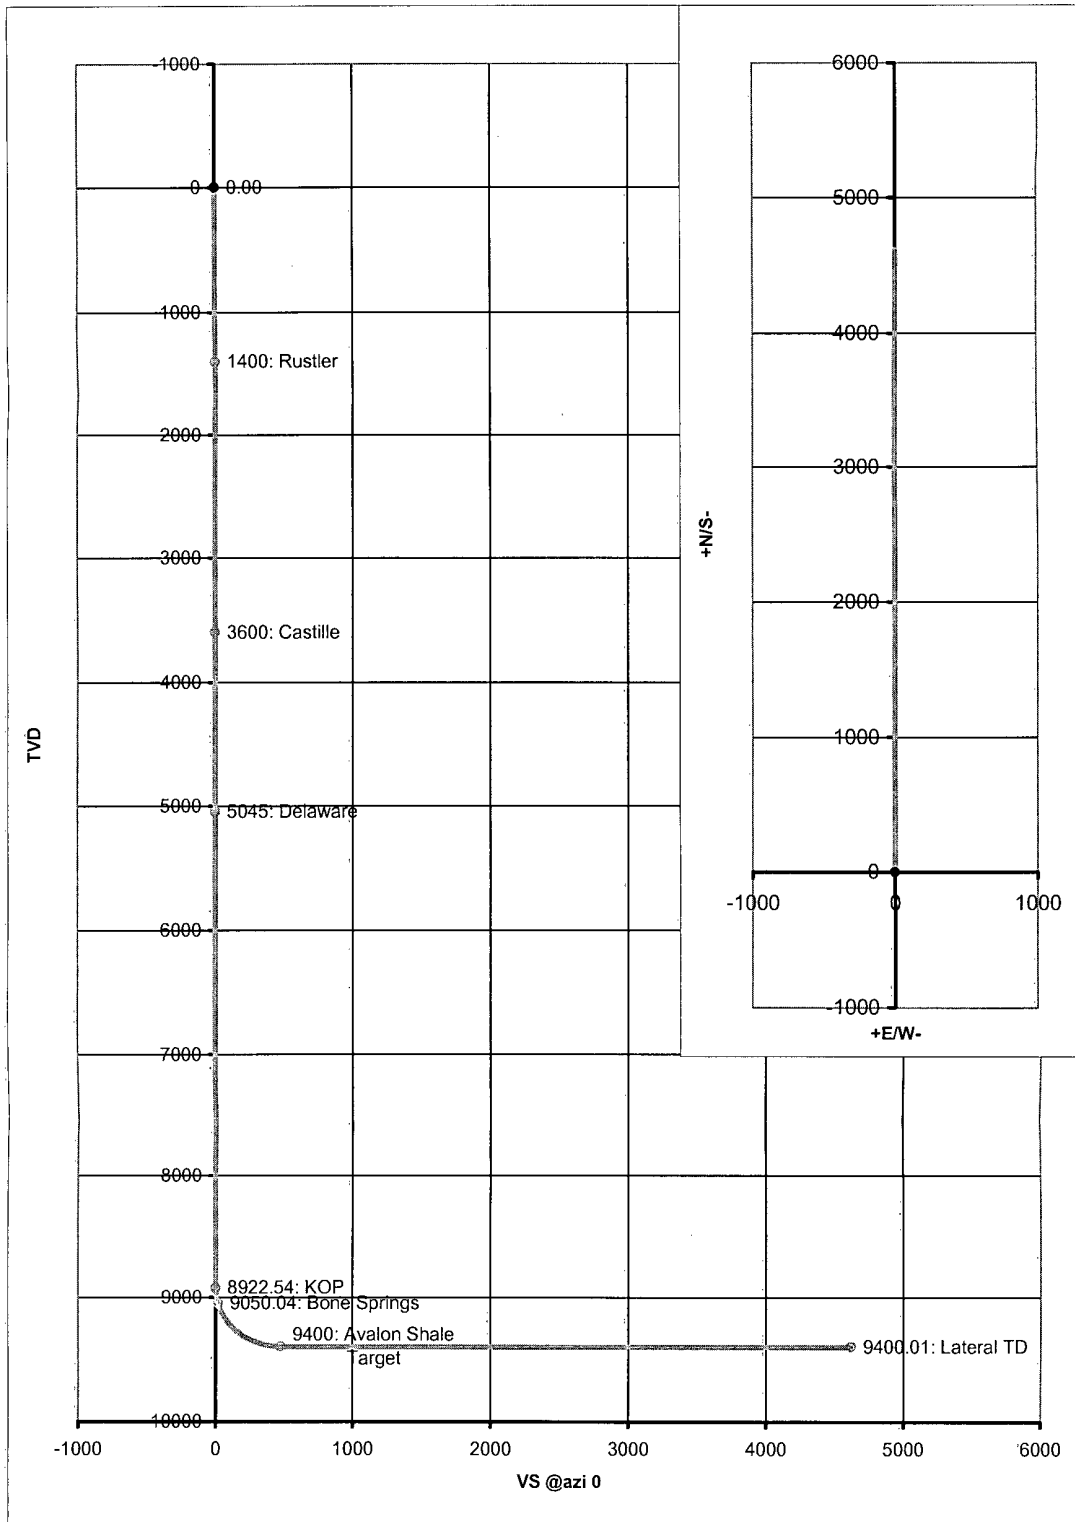 -1000
0
0.00
1000
1400: Rustler
2000
3000
3600: Castille
4000
TVD
5000
5045: Delaware
6000
7000
8000
8922.54: KOP
9000
9050.04: Bone Springs
9400: Avalon Shale
Target
9400.01: Lateral TD
10000
-1000
0
1000
2000
3000
4000
5000
6000
VS @azi 0
6000
5000
4000
3000
+N/S-
2000
1000
0
-1000
0
1000
-1000
+E/W-